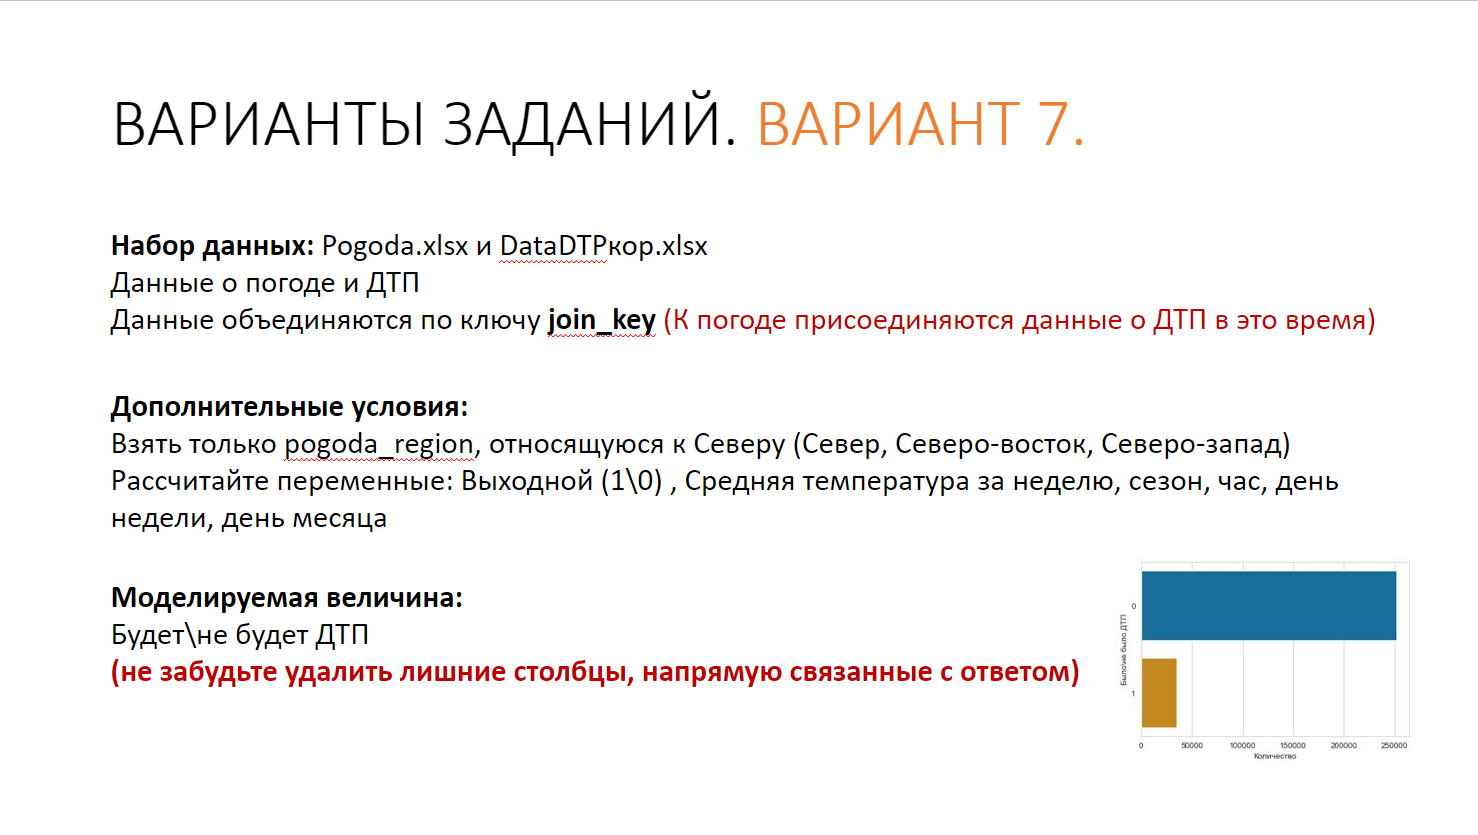 ВАРИАНТЫ ЗАДАНИЙ. ВАРИАНТ 7.
Набор данных: Pogoda.xlsx и DataDTPкор.xlsx
Данные о погоде и ДТП
Данные объединяются по ключу join_key (К погоде присоединяются данные о ДТП в это время)
Дополнительные условия:
Взять только pogoda_region, относящуюся к Северу (Север, Северо-восток, Северо-запад)
Рассчитайте переменные: Выходной (1\0) , Средняя температура за неделю, сезон, час, день
недели, день месяца
Моделируемая величина:
Будет\не будет ДТП
(не забудьте удалить лишние столбцы, напрямую связанные с ответом)
Было\не было ДТП
0
1
0 50000 100000 150000 200000 250000
Количество